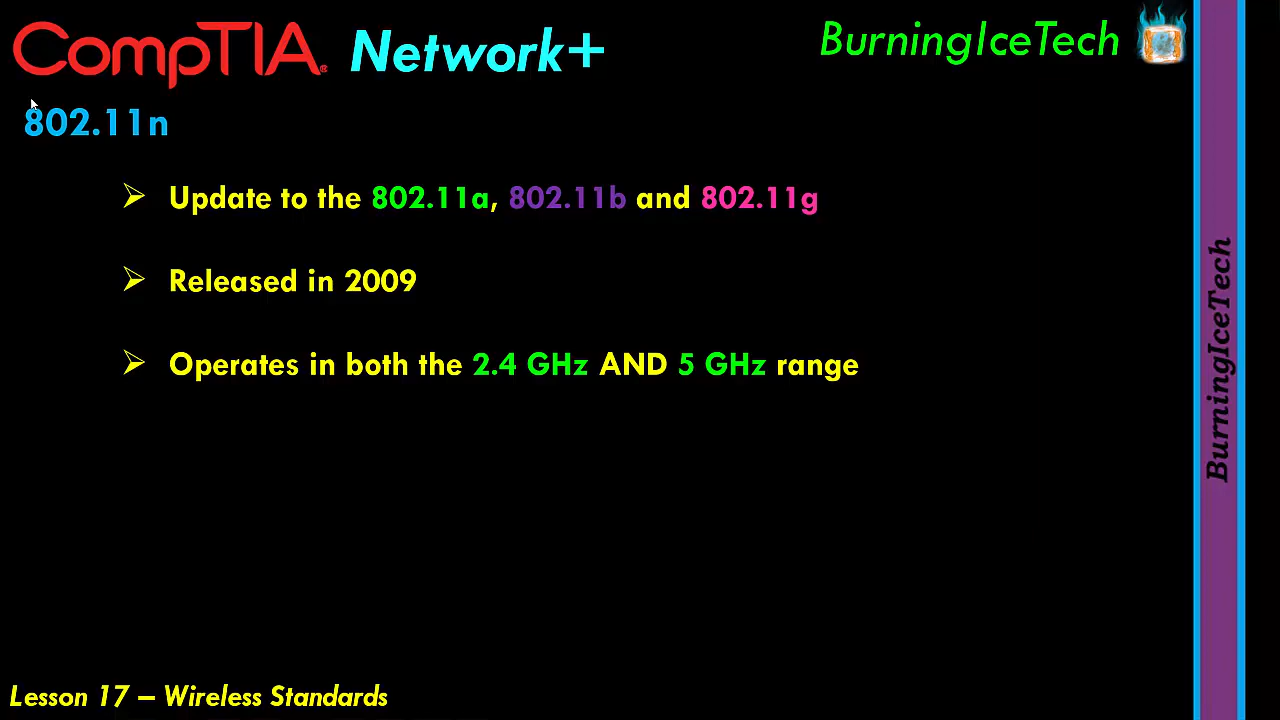 CompTIA® Network+
BurningIceTech
802.11n
Update to the 802.11a, 802.11b and 802.11g
Released in 2009
Operates in both the 2.4 GHz AND 5 GHz range
BurningIceTech
Lesson 17 – Wireless Standards